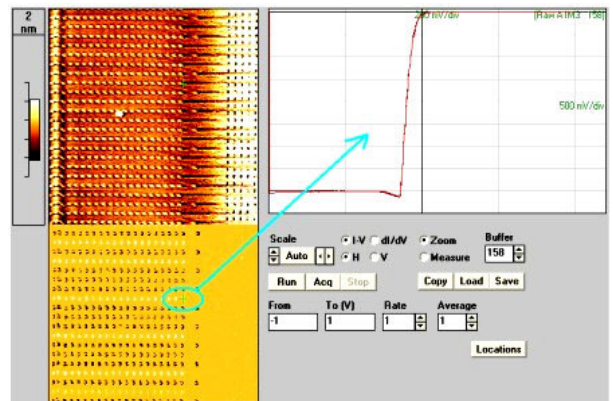 2
nm
200 mV/div
500 mV/div
Scale
I-V dI/dV
Zoom
Buffer
Auto
H V
Measure
158
Run Acq Stop
Copy Load Save
From To (V) Rate Average
-1 1 1 1
Locations